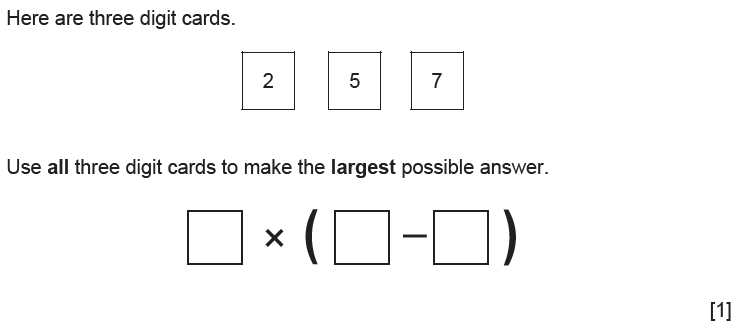 Here are three digit cards.
2 5 7
Use all three digit cards to make the largest possible answer.
× ( − )
[1]